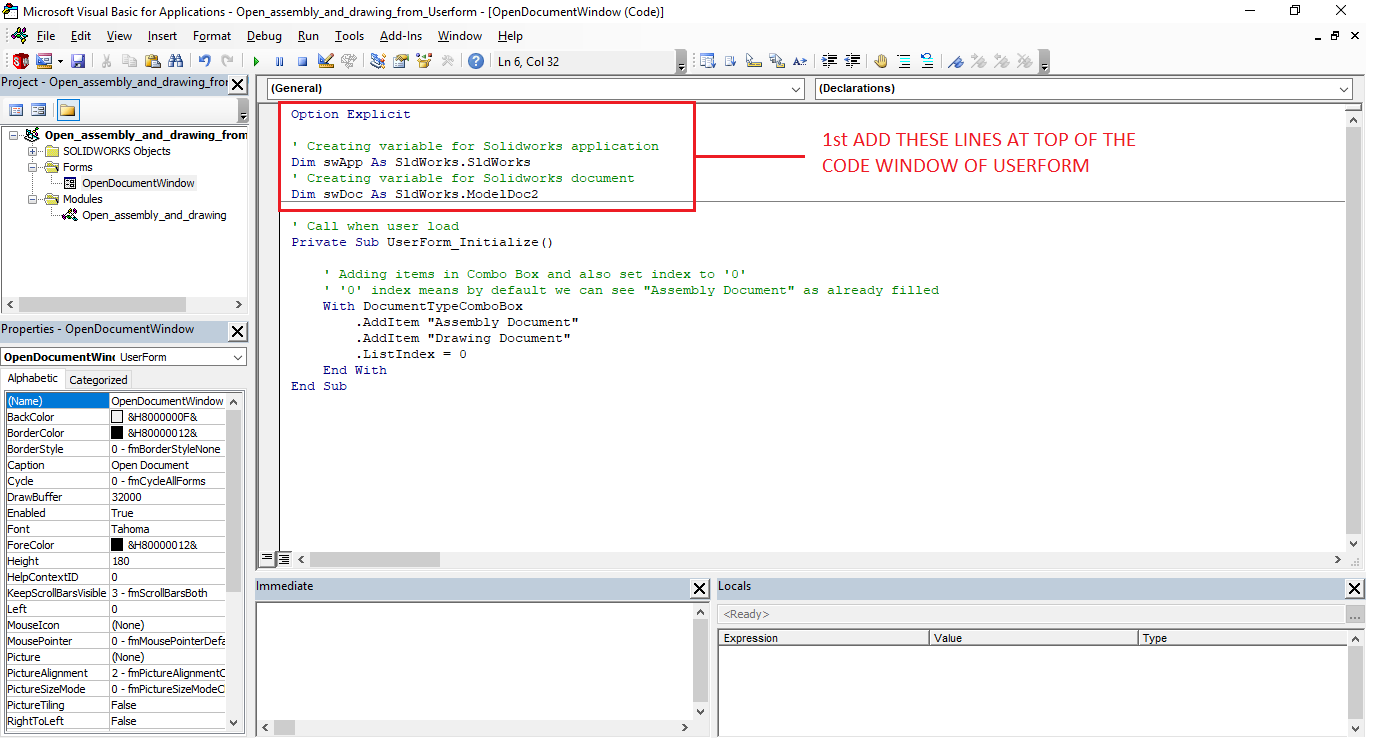 Microsoft Visual Basic for Applications - Open_assembly_and_drawing_from_Userform - [OpenDocumentWindow (Code)]
File Edit View Insert Format Debug Run Tools Add-Ins Window Help
Ln 6, Col 32
Project - Open_assembly_and_drawing_fro
Open_assembly_and_drawing_from
SOLIDWORKS Objects
Forms
OpenDocumentWindow
Modules
Open_assembly_and_drawing
Properties - OpenDocumentWindow
OpenDocumentWin UserForm
Alphabetic Categorized
(Name) OpenDocumentWindow
BackColor &H8000000F&
BorderColor &H80000012&
BorderStyle 0 - fmBorderStyleNone
Caption Open Document
Cycle 0 - fmCycleAllForms
DrawBuffer 32000
Enabled True
Font Tahoma
ForeColor &H80000012&
Height 180
HelpContextID 0
KeepScrollBarsVisible 3 - fmScrollBarsBoth
Left 0
MouseIcon (None)
MousePointer 0 - fmMousePointerDefa
Picture (None)
PictureAlignment 2 - fmPictureAlignmentC
PictureSizeMode 0 - fmPictureSizeModeC
PictureTiling False
RightToLeft False
(General) (Declarations)
Option Explicit
' Creating variable for Solidworks application
Dim swApp As SldWorks.SldWorks
' Creating variable for Solidworks document
Dim swDoc As SldWorks.ModelDoc2
1st ADD THESE LINES AT TOP OF THE
CODE WINDOW OF USERFORM
' Call when user load
Private Sub UserForm_Initialize()
' Adding items in Combo Box and also set index to '0'
' '0' index means by default we can see "Assembly Document" as already filled
With DocumentTypeComboBox
.AddItem "Assembly Document"
.AddItem "Drawing Document"
.ListIndex = 0
End With
End Sub
Immediate
Locals
<Ready>
Expression Value Type